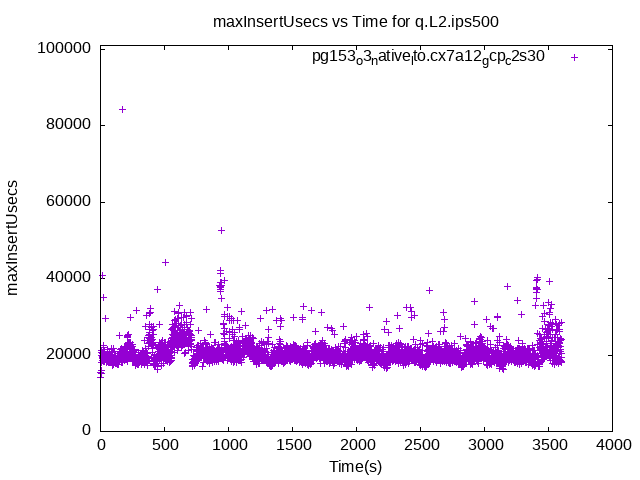 maxInsertUsecs vs Time for q.L2.ips500
pg153_o3_native_lto.cx7a12_gcp_c2s30
100000
80000
60000
40000
20000
0
maxInsertUsecs
0 500 1000 1500 2000 2500 3000 3500 4000
Time(s)